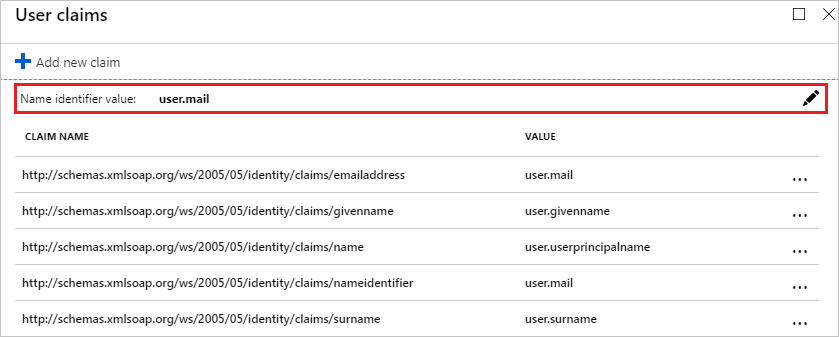 User claims
Add new claim
Name identifier value: user.mail
CLAIM NAME VALUE
http://schemas.xmlsoap.org/ws/2005/05/identity/claims/emailaddress user.mail ...
http://schemas.xmlsoap.org/ws/2005/05/identity/claims/givenname user.givenname ...
http://schemas.xmlsoap.org/ws/2005/05/identity/claims/name user.userprincipalname ...
http://schemas.xmlsoap.org/ws/2005/05/identity/claims/nameidentifier user.mail ...
http://schemas.xmlsoap.org/ws/2005/05/identity/claims/surname user.surname ...